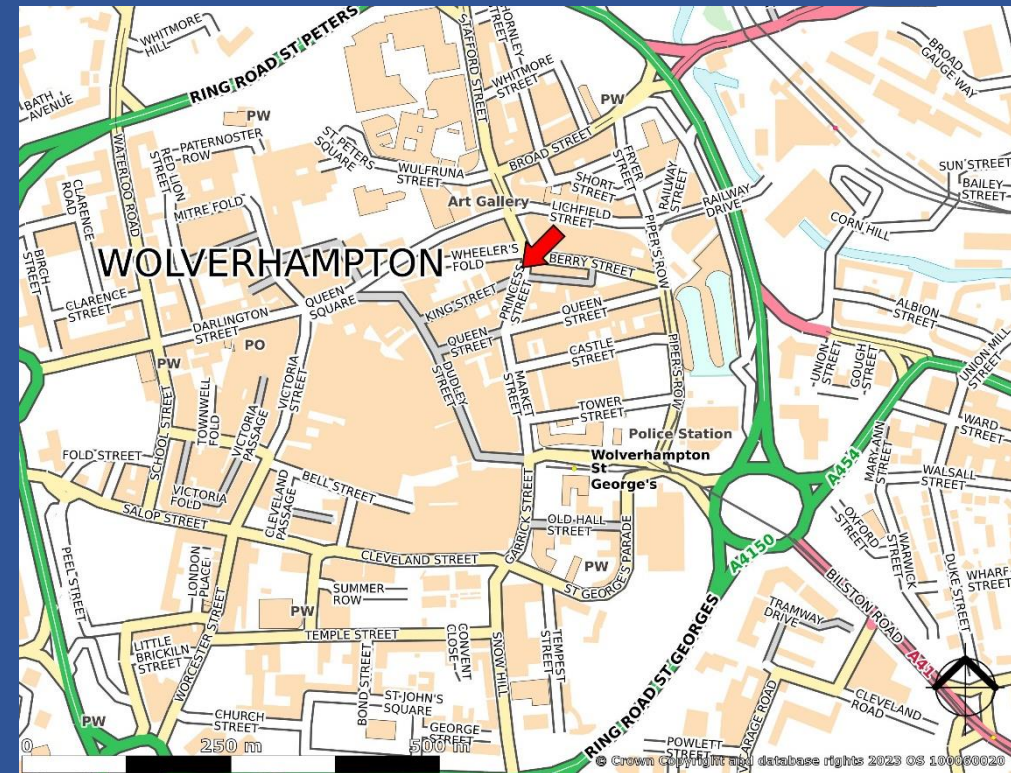 WHITMORE
HILL
RING ROAD ST PETERS
STAFFORD STREET
THORNLEY
STREET
WHITMORE
STREET
BROAD
GAUGE WAY
BATH
AVENUE
PW
PW
PATERNOSTER
ROW
RED LION
STREET
WATERLOO ROAD
ST PETERS
SQUARE
WULFRUNA
STREET
BROAD STREET
FRYER
STREET
SHORT
STREET
RAILWAY
STREET
RAILWAY
DRIVE
SUN STREET
BAILEY
STREET
CLARENCE
ROAD
MITRE FOLD
Art Gallery
LICHFIELD
STREET
CORN HILL
BIRCH
STREET
WOLVERHAMPTON
WHEELER'S
FOLD
BERRY STREET
PIPER'S ROW
CLARENCE
STREET
QUEEN
SQUARE
KING STREET
PRINCESS
STREET
QUEEN
STREET
ALBION
STREET
DARLINGTON
STREET
PO
PW
QUEEN
STREET
CASTLE
STREET
PIPER'S ROW
UNION
STREET
GOUGH
STREET
UNION MILL
STREET
VICTORIA
STREET
DUDLEY
STREET
MARKET
STREET
TOWER
STREET
SCHOOL STREET
TOWNWELL
FOLD
VICTORIA
PASSAGE
Police Station
WARD
STREET
MARY ANN
STREET
FOLD STREET
Wolverhampton
St
George's
A454
WALSALL
STREET
VICTORIA
FOLD
CLEVELAND
PASSAGE
BELL STREET
SALOP STREET
GARRICK STREET
OLD HALL
STREET
ST GEORGE'S PARADE
OXFORD
STREET
WARWICK
STREET
DUKE STREET
PEEL STREET
LONDON
PLACE
CLEVELAND STREET
PW
A4150
BILSTON ROAD
WHARF
STREET
SUMMER
ROW
PW
WORCESTER STREET
TEMPLE STREET
TRAMWAY
DRIVE
LITTLE
BRICKILN
STREET
CONVENT
CLOSE
SNOW HILL
TEMPEST
STREET
RING ROAD ST GEORGES
A41
BOND STREET
ST JOHN'S
SQUARE
CLEVELAND
ROAD
PW
CHURCH
STREET
GEORGE
STREET
POWLETT
STREET
0
250 m
500 m
© Crown Copyright and database rights 2023 OS 100060020